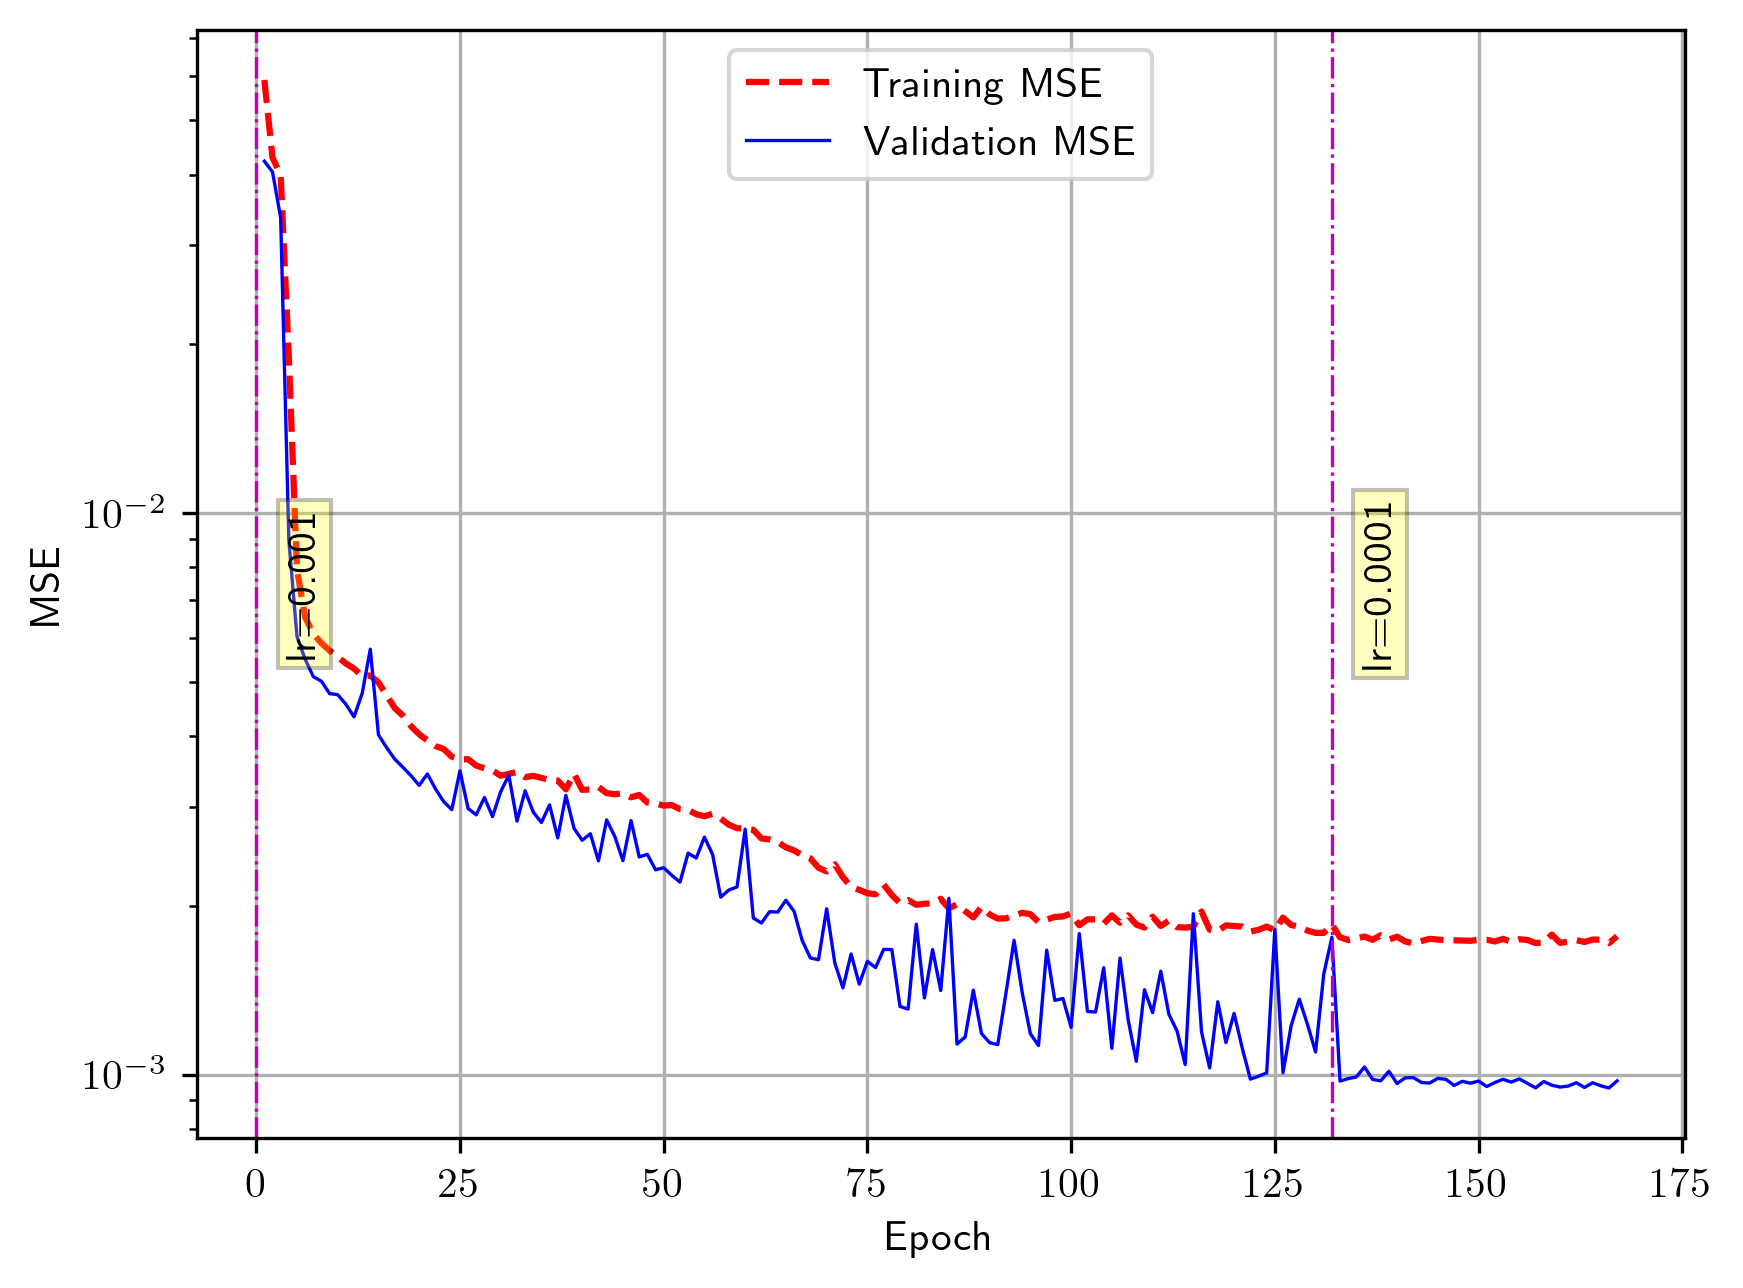 Training MSE
Validation MSE
10⁻²
10⁻³
MSE
lr=0.001
lr=0.0001
0 25 50 75 100 125 150 175
Epoch